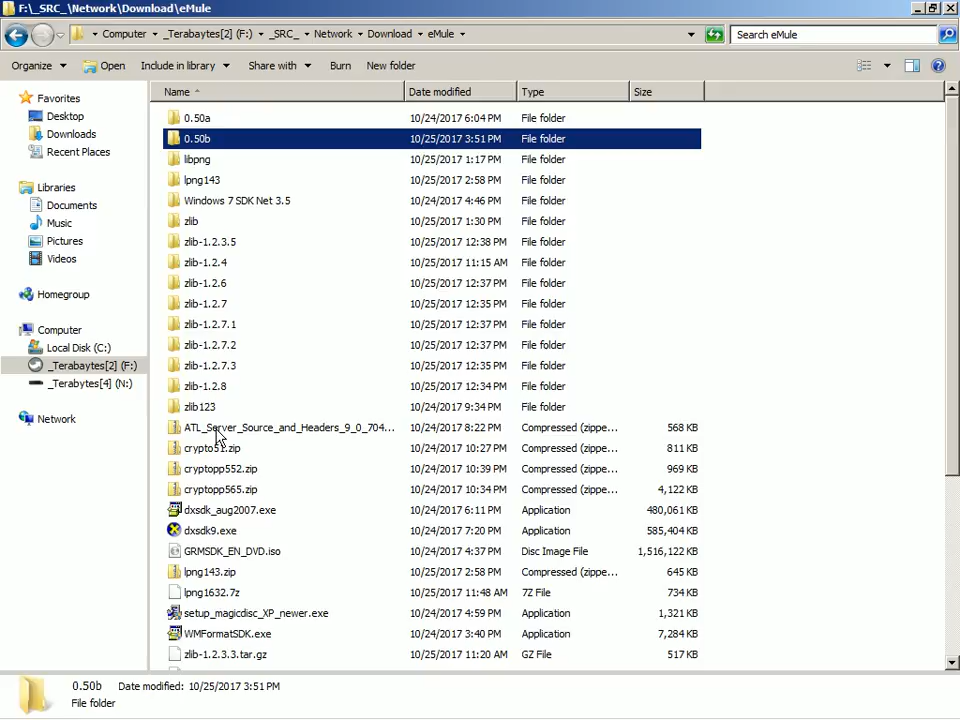 F:\_SRC_\Network\Download\eMule
Computer _Terabaytes[2] (F:) _SRC_ Network Download eMule Search eMule
Organize Open Include in library Share with Burn New folder
Name Date modified Type Size
Favorites
Desktop
Downloads
Recent Places
Libraries
Documents
Music
Pictures
Videos
Homegroup
Computer
Local Disk (C:)
_Terabaytes[2] (F:)
_Terabytes[4] (N:)
Network
0.50a 10/24/2017 6:04 PM File folder
0.50b 10/25/2017 3:51 PM File folder
libpng 10/25/2017 1:17 PM File folder
lpng143 10/25/2017 2:58 PM File folder
Windows 7 SDK Net 3.5 10/24/2017 4:46 PM File folder
zlib 10/25/2017 1:30 PM File folder
zlib-1.2.3.5 10/25/2017 12:38 PM File folder
zlib-1.2.4 10/25/2017 11:15 AM File folder
zlib-1.2.6 10/25/2017 12:37 PM File folder
zlib-1.2.7 10/25/2017 12:35 PM File folder
zlib-1.2.7.1 10/25/2017 12:37 PM File folder
zlib-1.2.7.2 10/25/2017 12:37 PM File folder
zlib-1.2.7.3 10/25/2017 12:35 PM File folder
zlib-1.2.8 10/25/2017 12:34 PM File folder
zlib123 10/24/2017 9:34 PM File folder
ATL_Server_Source_and_Headers_9_0_704... 10/24/2017 8:22 PM Compressed (zippe... 568 KB
crypto51.zip 10/24/2017 10:27 PM Compressed (zippe... 811 KB
cryptopp552.zip 10/24/2017 10:39 PM Compressed (zippe... 969 KB
cryptopp565.zip 10/24/2017 10:34 PM Compressed (zippe... 4,122 KB
dxsdk_aug2007.exe 10/24/2017 6:11 PM Application 480,061 KB
dxsdk9.exe 10/24/2017 7:20 PM Application 585,404 KB
GRMSDK_EN_DVD.iso 10/24/2017 4:37 PM Disc Image File 1,516,122 KB
lpng143.zip 10/25/2017 2:58 PM Compressed (zippe... 645 KB
lpng1632.7z 10/25/2017 11:48 AM 7Z File 734 KB
setup_magicdisc_XP_newer.exe 10/24/2017 4:59 PM Application 1,321 KB
WMFormatSDK.exe 10/24/2017 3:40 PM Application 7,284 KB
zlib-1.2.3.3.tar.gz 10/25/2017 11:20 AM GZ File 517 KB
0.50b Date modified: 10/25/2017 3:51 PM
File folder